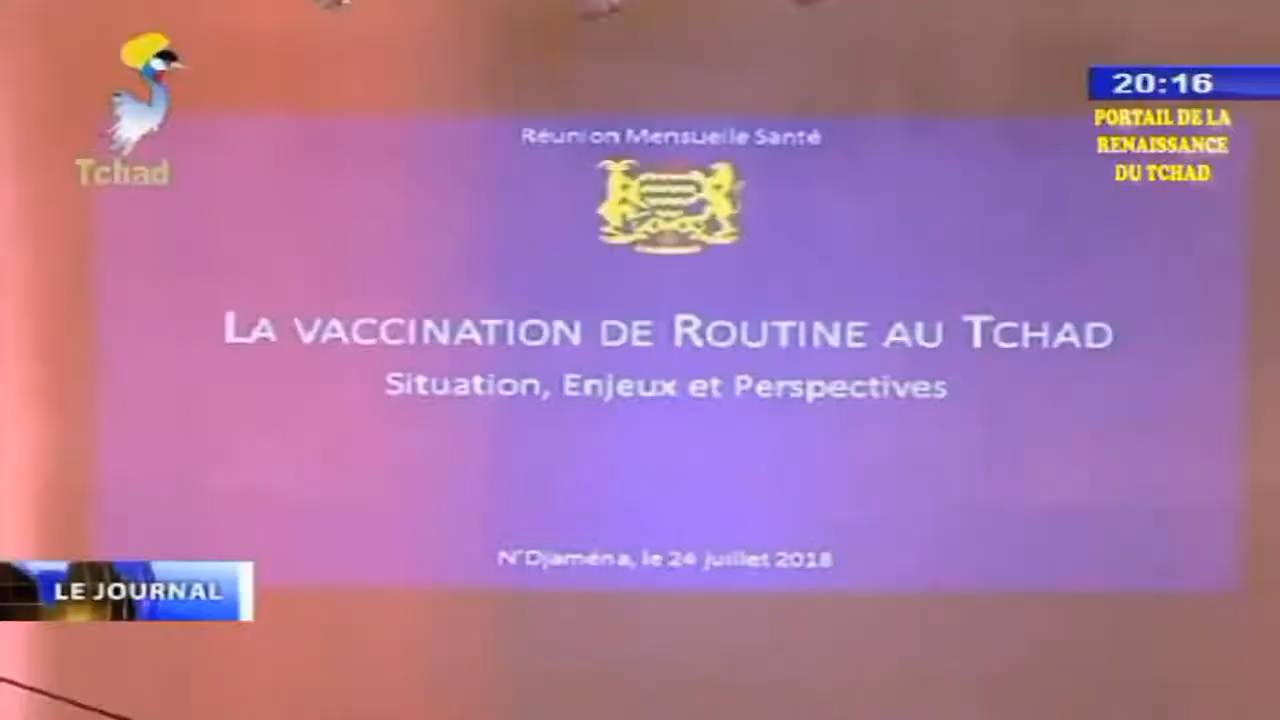 Tchad
20:16
PORTAIL DE LA
RENAISSANCE
DU TCHAD
Réunion Mensuelle Santé
LA VACCINATION DE ROUTINE AU TCHAD
Situation, Enjeux et Perspectives
N'Djaména, le 24 juillet 2018
LE JOURNAL